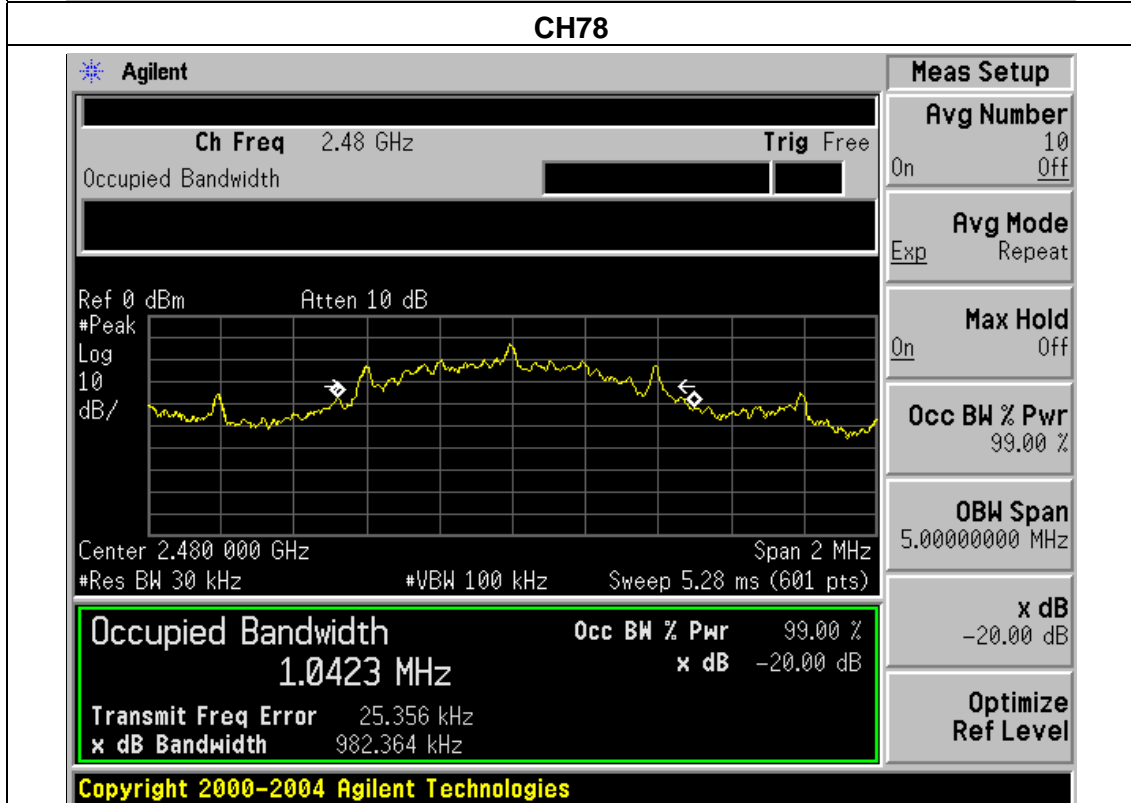 CH78
Agilent
Meas Setup
Ch Freq 2.48 GHz Trig Free
Occupied Bandwidth
Avg Number
10
On Off
Avg Mode
Exp Repeat
Max Hold
On Off
Occ BW % Pwr
99.00 %
OBW Span
5.00000000 MHz
x dB
-20.00 dB
Optimize
Ref Level
Ref 0 dBm Atten 10 dB
#Peak
Log
10
dB/
Center 2.480 000 GHz Span 2 MHz
#Res BW 30 kHz #VBW 100 kHz Sweep 5.28 ms (601 pts)
Occupied Bandwidth
1.0423 MHz
Occ BW % Pwr 99.00 %
x dB -20.00 dB
Transmit Freq Error 25.356 kHz
x dB Bandwidth 982.364 kHz
Copyright 2000-2004 Agilent Technologies